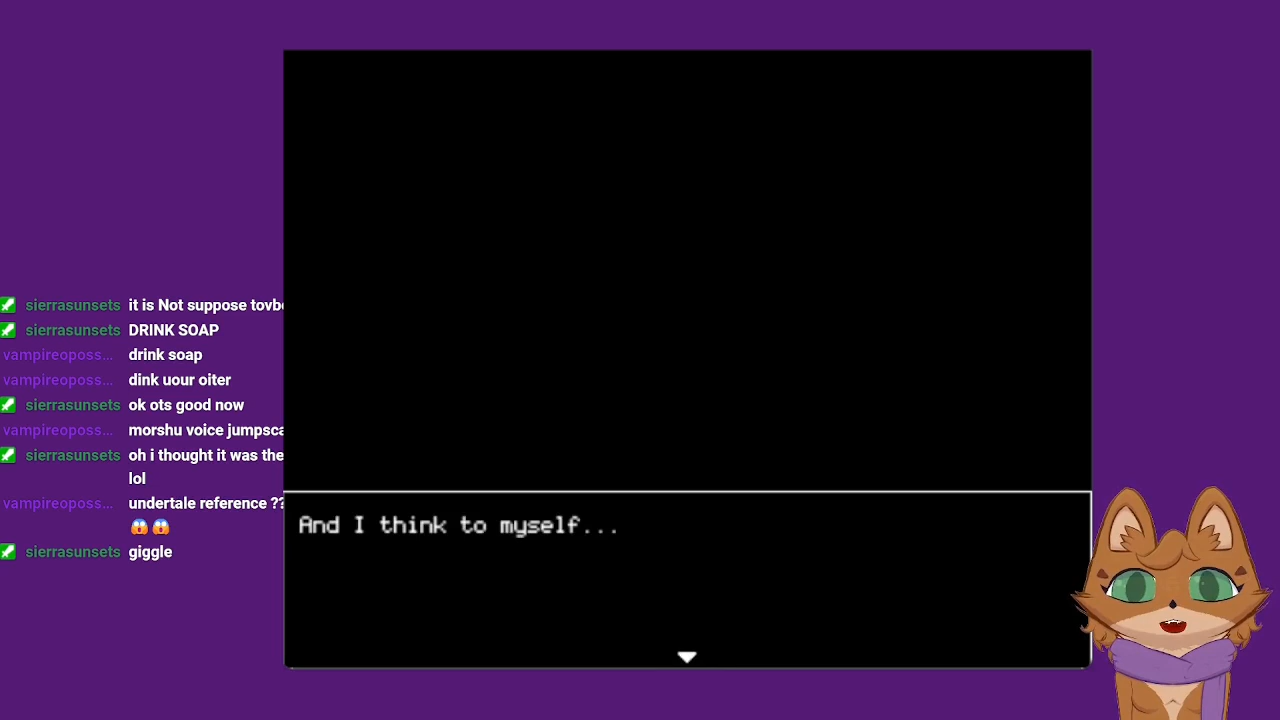 sierrasunsets it is Not suppose tovb
sierrasunsets DRINK SOAP
vampireoposs... drink soap
vampireoposs... dink uour oiter
sierrasunsets ok ots good now
vampireoposs... morshu voice jumpsca
sierrasunsets oh i thought it was the
lol
vampireoposs... undertale reference ??
😱😱
sierrasunsets giggle
And I think to myself...